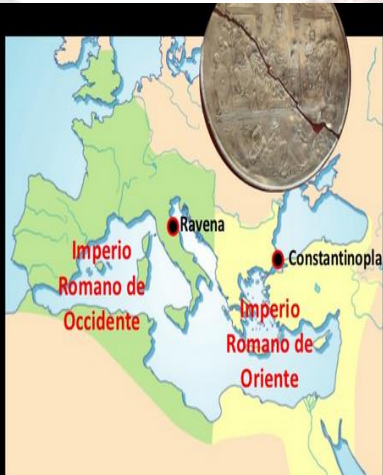 Ravena
Constantinopla
Imperio
Romano de
Occidente
Imperio
Romano de
Oriente